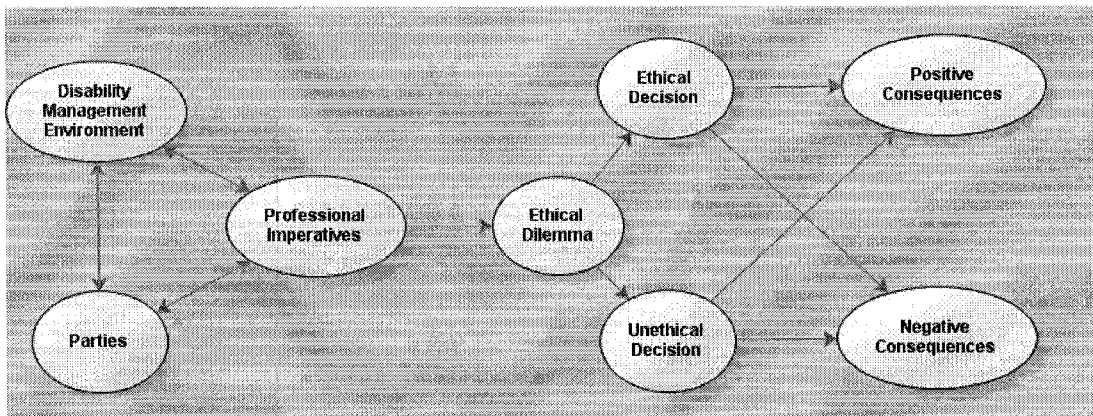 Disability
Management
Environment
Parties
Professional
Imperatives
Ethical
Dilemma
Ethical
Decision
Unethical
Decision
Positive
Consequences
Negative
Consequences